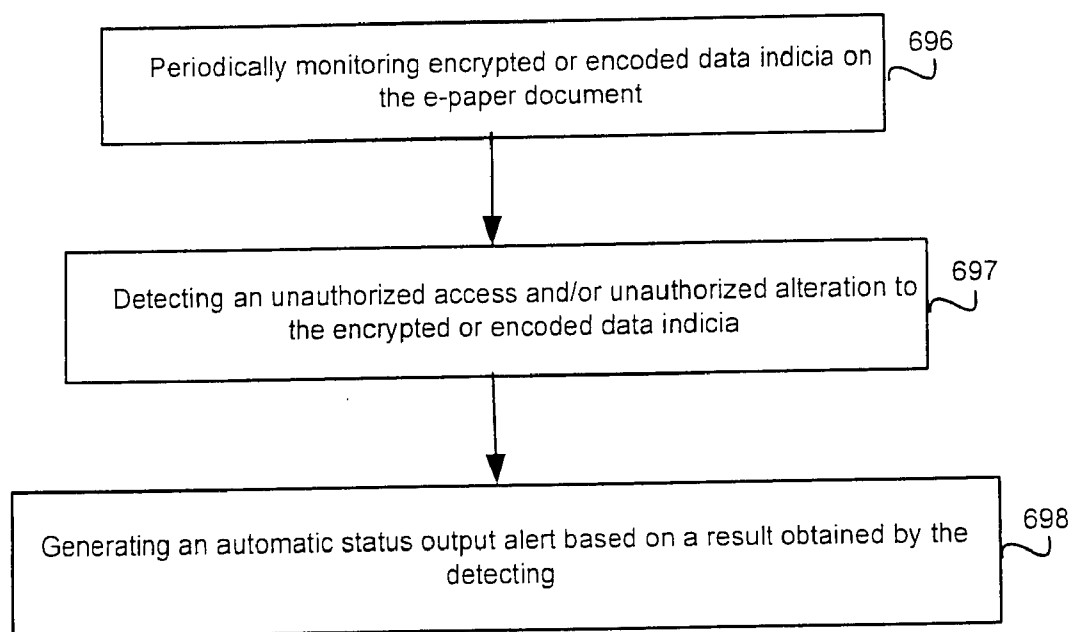 Periodically monitoring encrypted or encoded data indicia on
the e-paper document
696
Detecting an unauthorized access and/or unauthorized alteration to
the encrypted or encoded data indicia
697
Generating an automatic status output alert based on a result obtained by the
detecting
698